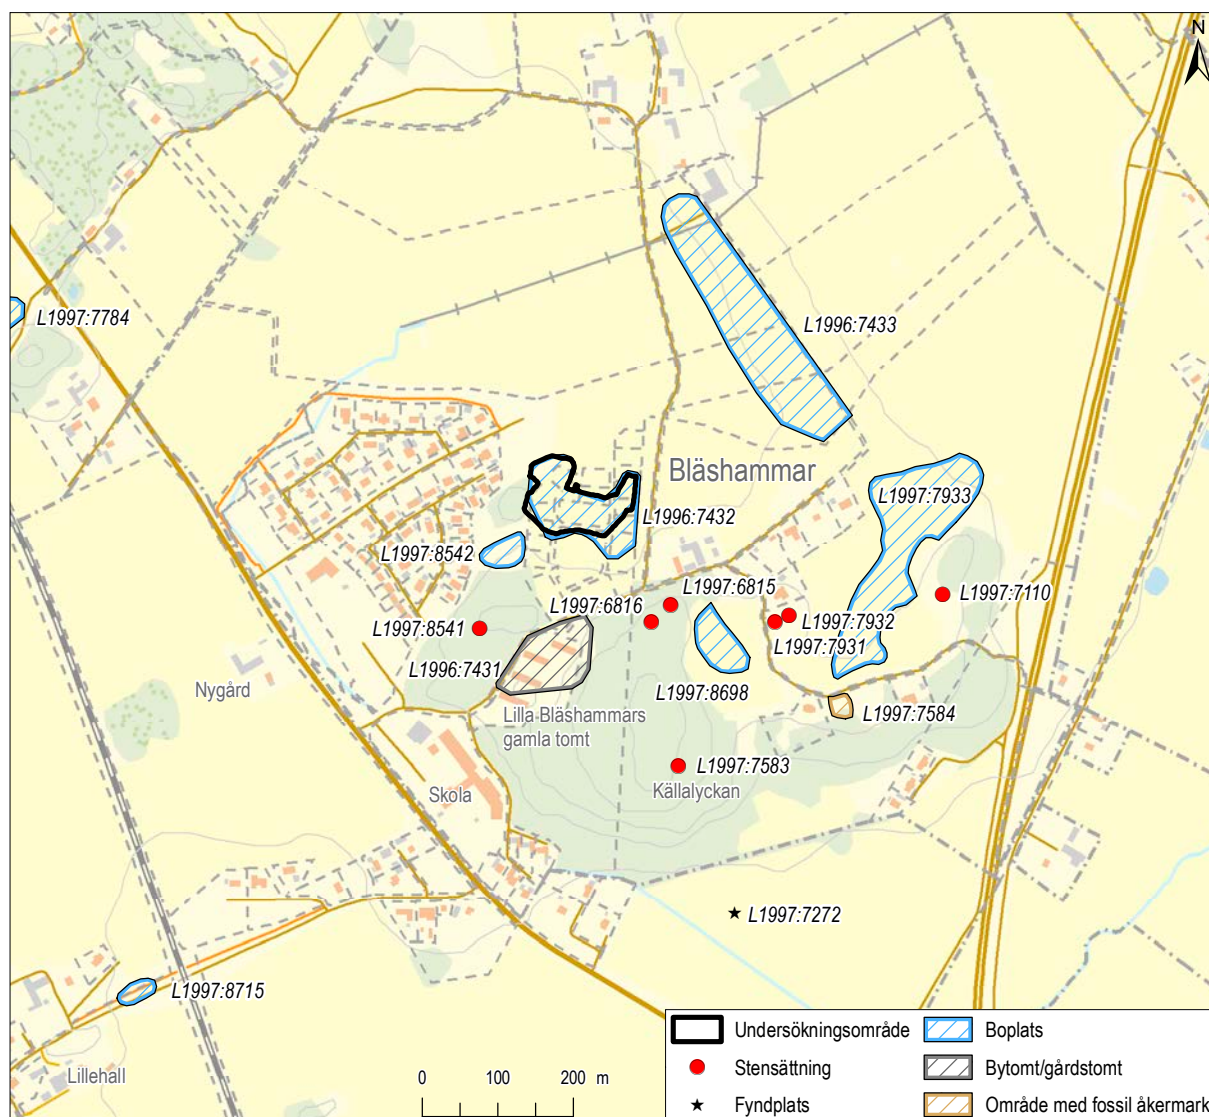 N
L1997:7784
L1996:7433
Bläshammar
L1997:7933
L1996:7432
L1997:8542
L1997:7110
L1997:6815
L1997:6816
L1997:7932
L1997:8541
L1997:7931
L1996:7431
Nygård
L1997:8698
Lilla Bläshammars
gamla tomt
L1997:7584
L1997:7583
Källalyckan
Skola
L1997:7272
L1997:8715
Lillehall
0 100 200 m
Undersökningsområde
Stensättning
Fyndplats
Boplats
Bytomt/gårdstomt
Område med fossil åkermark